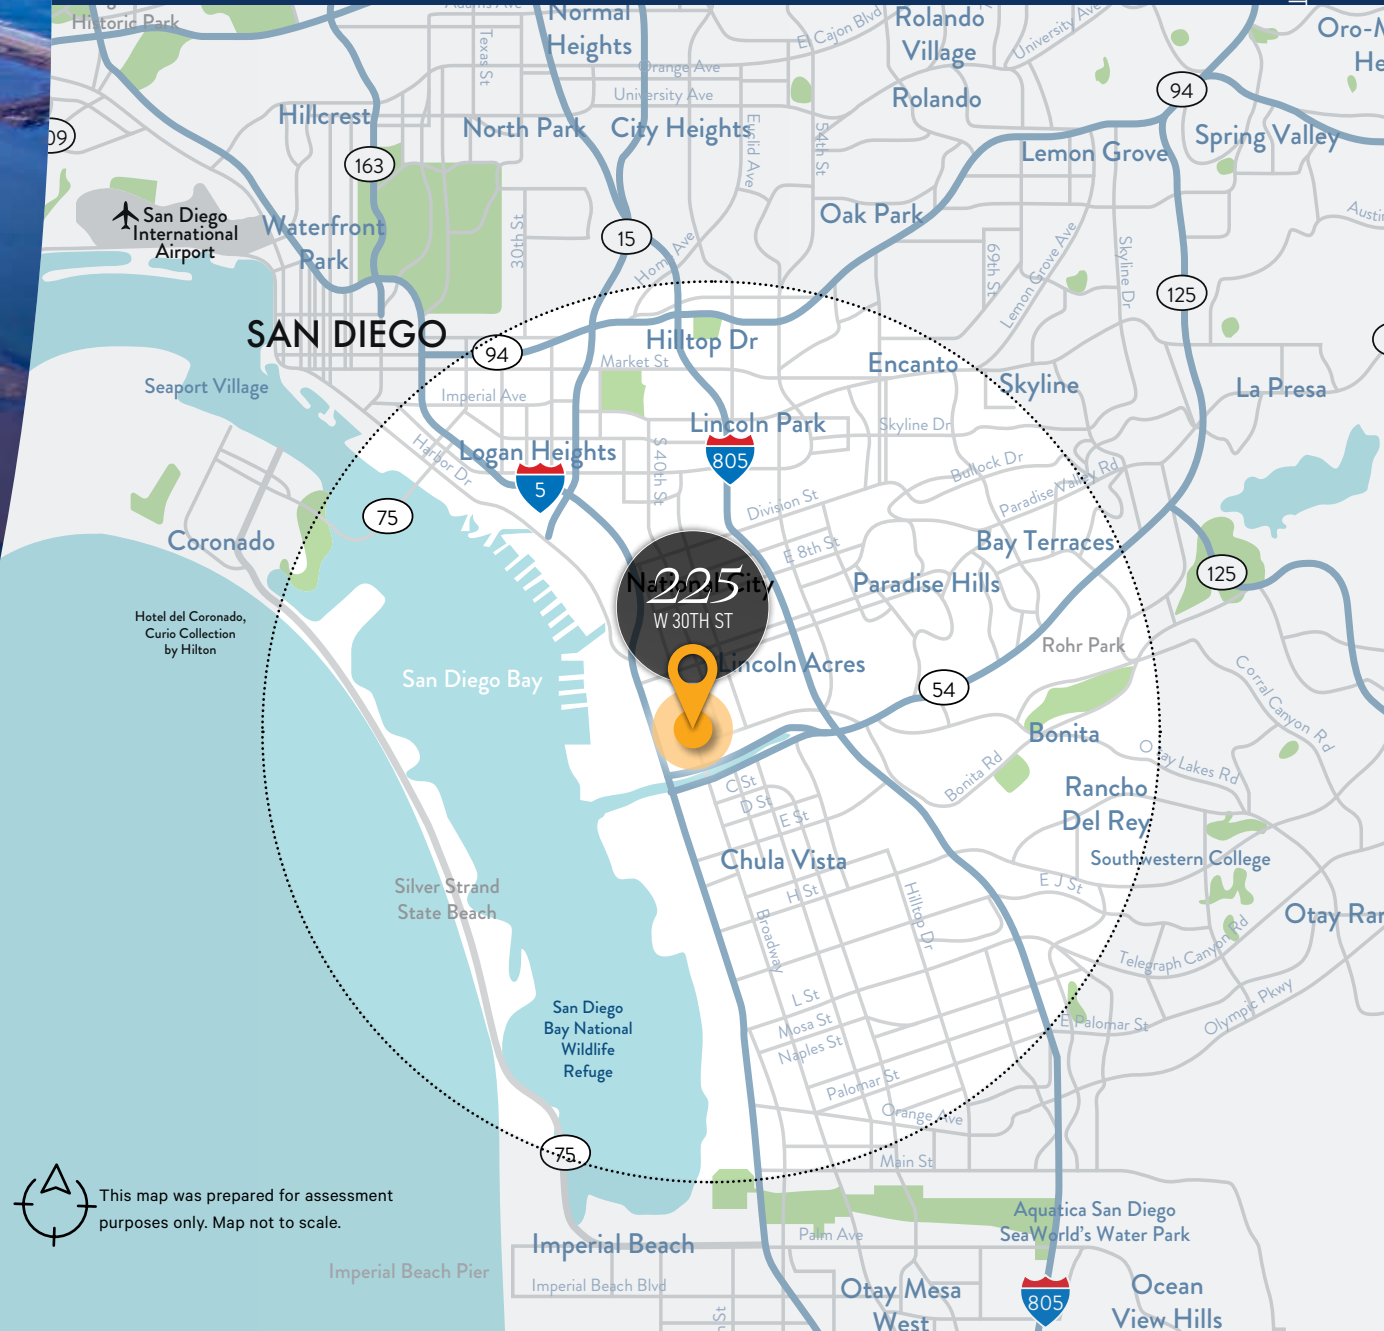 Historic Park
Adams Ave
Normal
Heights
Texas St
Orange Ave
University Ave
E Cajon Blvd
Rolando
Village
University Ave
Rolando
94
Spring Valley
Lemon Grove
Hillcrest
North Park
City Heights
Euclid Ave
54th St
163
San Diego
International
Airport
Waterfront
Park
30th St
15
Home Ave
Oak Park
69th St
Lemon Grove Ave
Skyline Dr
125
SAN DIEGO
94
Hilltop Dr
Market St
Encanto
Skyline
La Presa
Seaport Village
Imperial Ave
Lincoln Park
Skyline Dr
Harbor Dr
Logan Heights
S 40th St
805
5
Bullock Dr
Paradise Valley Rd
Division St
75
Coronado
E 8th St
Bay Terraces
125
National City
225
W 30TH ST
Paradise Hills
Hotel del Coronado,
Curio Collection
by Hilton
Rohr Park
Lincoln Acres
San Diego Bay
54
Corral Canyon Rd
Bonita
Otay Lakes Rd
Bonita Rd
C St
D St
E St
Rancho
Del Rey
Chula Vista
Southwestern College
H St
E J St
Silver Strand
State Beach
Broadway
Hilltop Dr
Telegraph Canyon Rd
L St
Mosa St
Naples St
San Diego
Bay National
Wildlife
Refuge
Olympic Pkwy
E Palomar St
Palomar St
Orange Ave
75
Main St
This map was prepared for assessment
purposes only. Map not to scale.
Aquatica San Diego
SeaWorld's Water Park
Palm Ave
Imperial Beach
Imperial Beach Pier
Imperial Beach Blvd
Otay Mesa
West
805
Ocean
View Hills